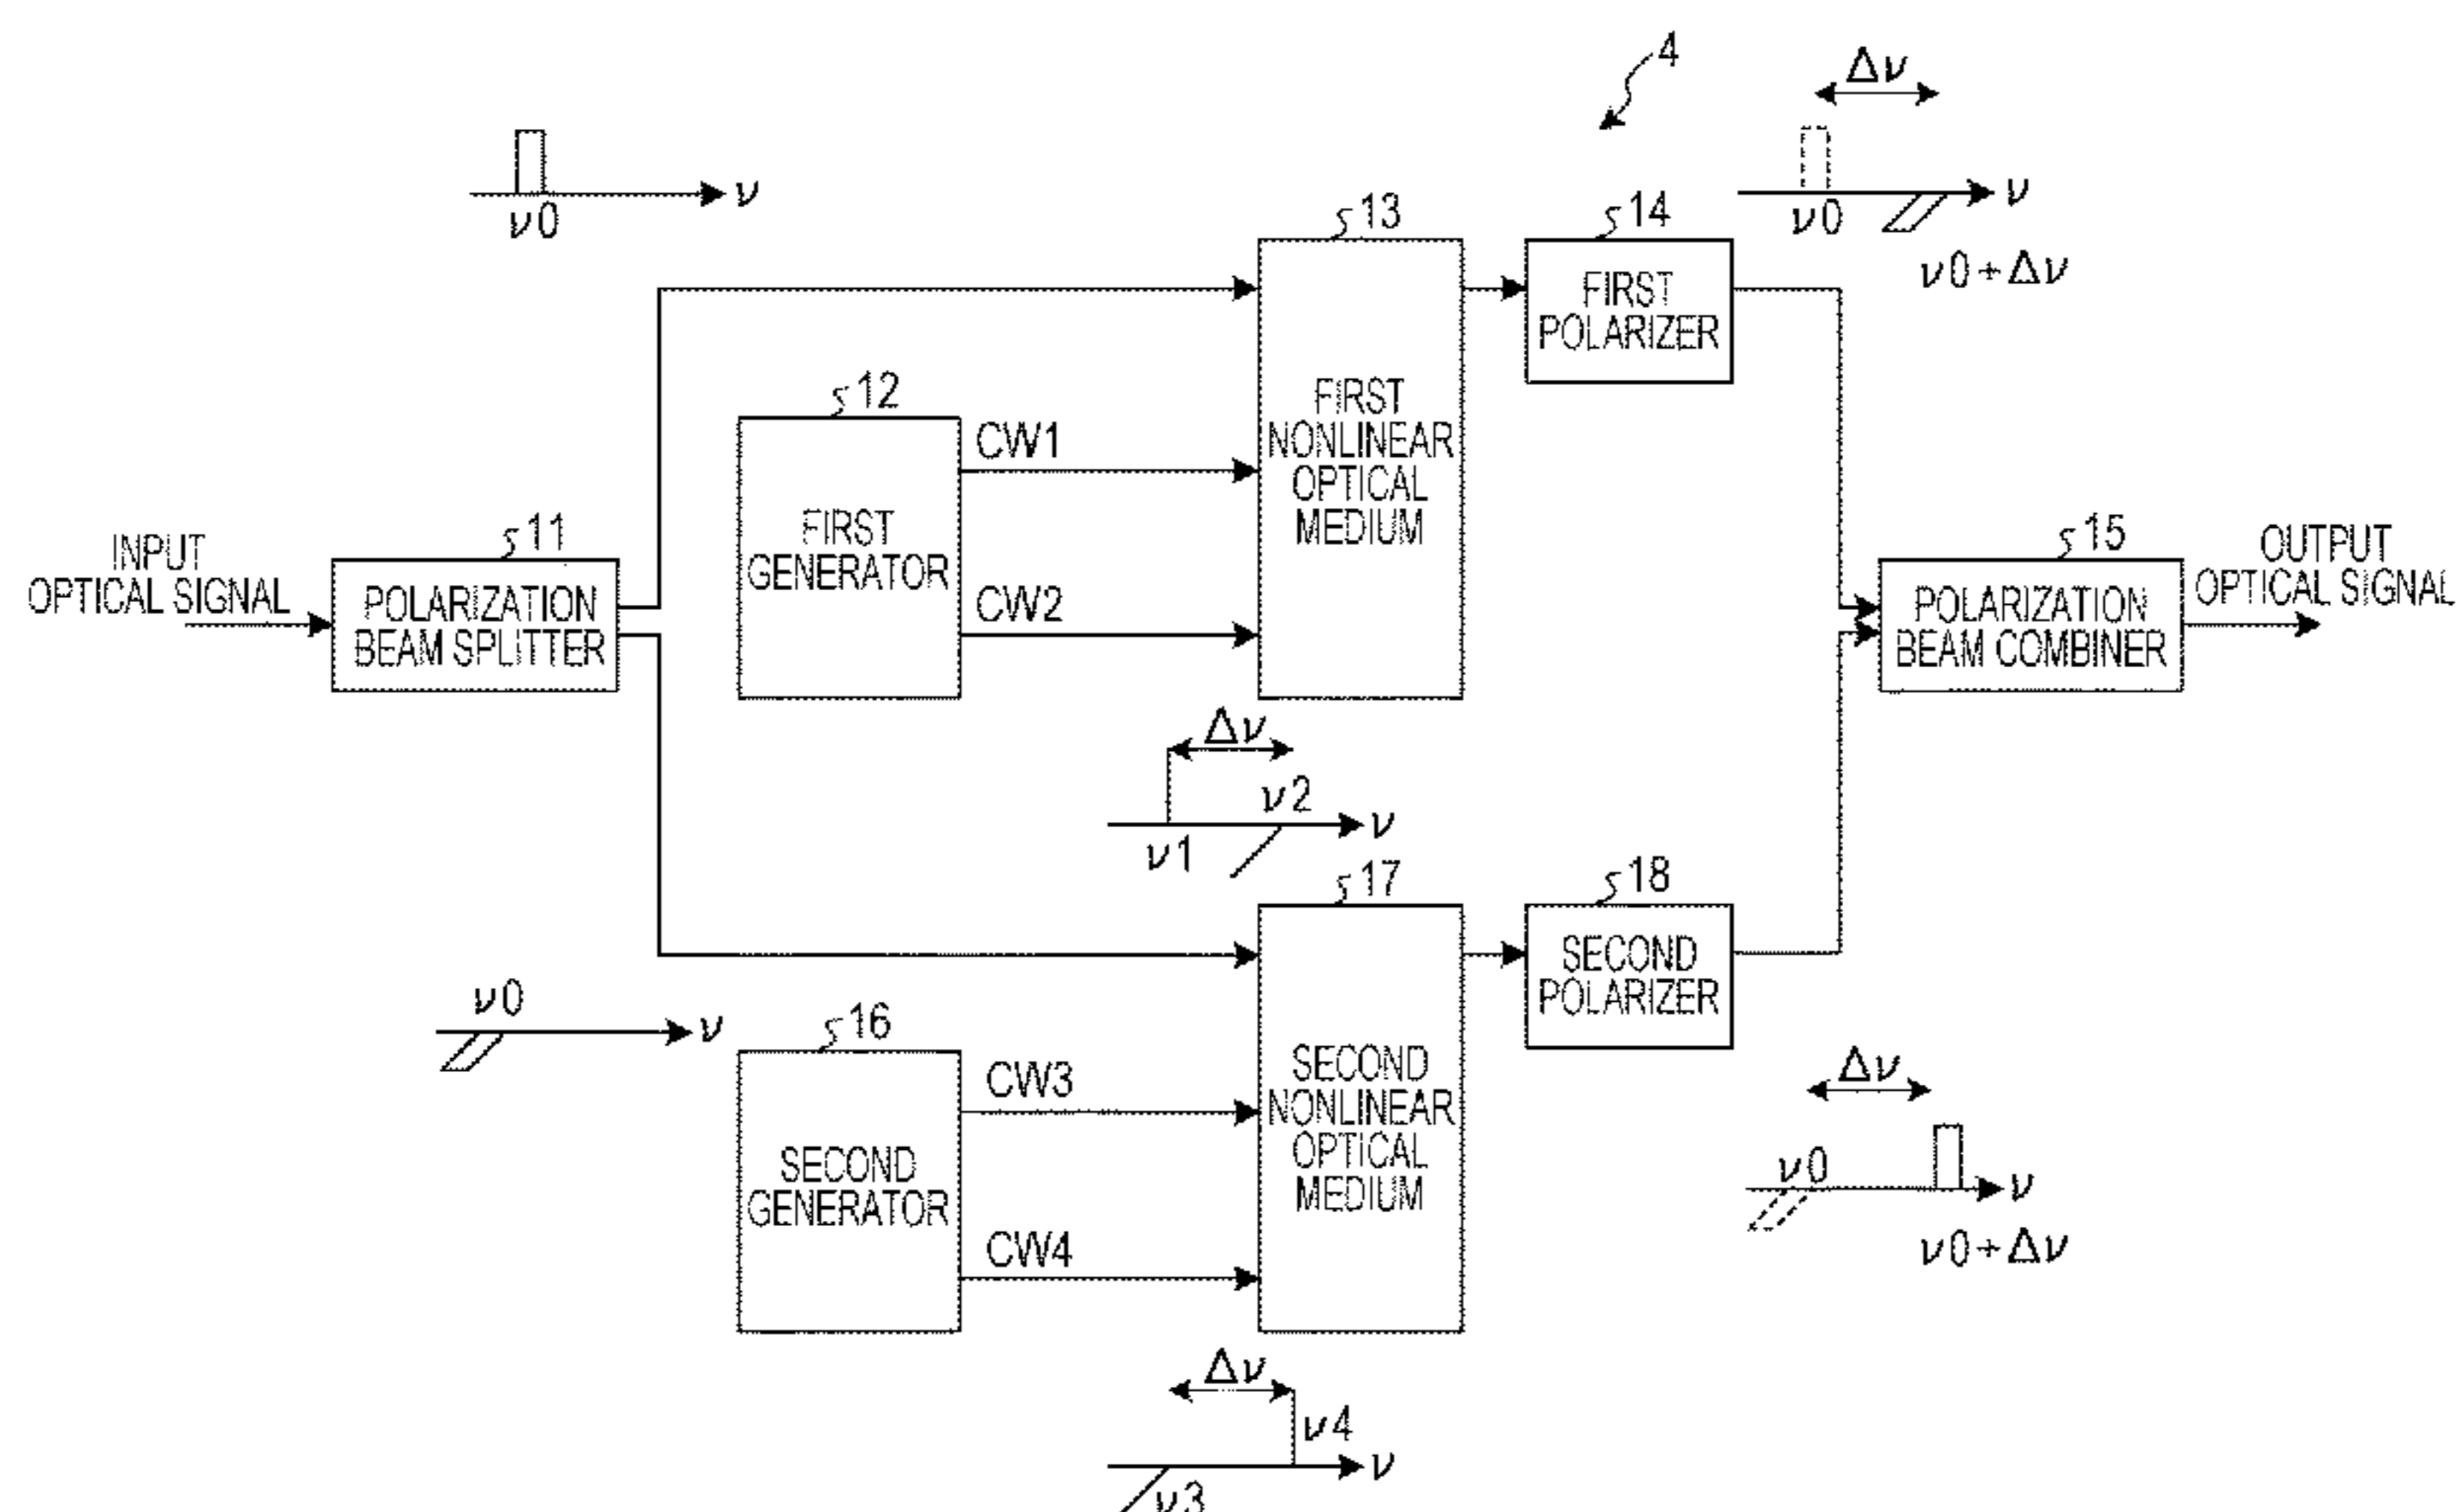 4
Δν
ν
ν0
ν
ν0
ν0+Δν
13
14
FIRST
POLARIZER
12
CW1
FIRST
NONLINEAR
OPTICAL
MEDIUM
FIRST
GENERATOR
CW2
INPUT
OPTICAL SIGNAL
11
POLARIZATION
BEAM SPLITTER
15
POLARIZATION
BEAM COMBINER
OUTPUT
OPTICAL SIGNAL
Δν
ν2
ν
ν1
17
18
SECOND
POLARIZER
ν0
ν
16
CW3
SECOND
NONLINEAR
OPTICAL
MEDIUM
SECOND
GENERATOR
CW4
Δν
ν0
ν
ν0+Δν
Δν
ν4
ν
ν3